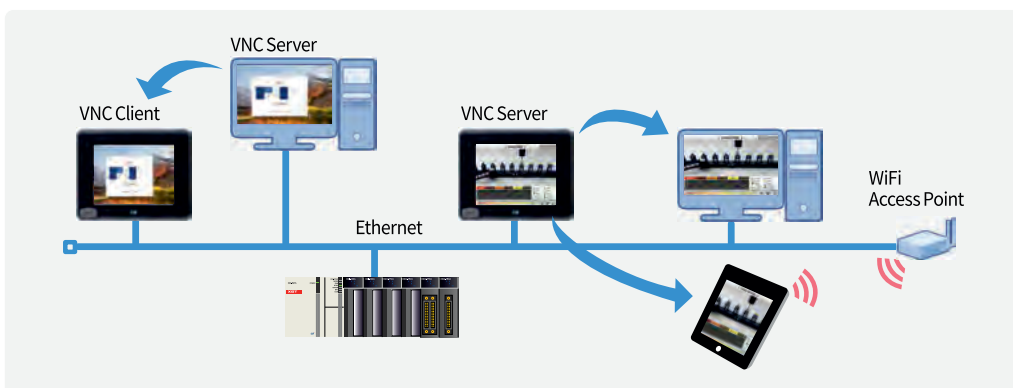 VNC Server
VNC Client
VNC Server
WiFi
Access Point
Ethernet